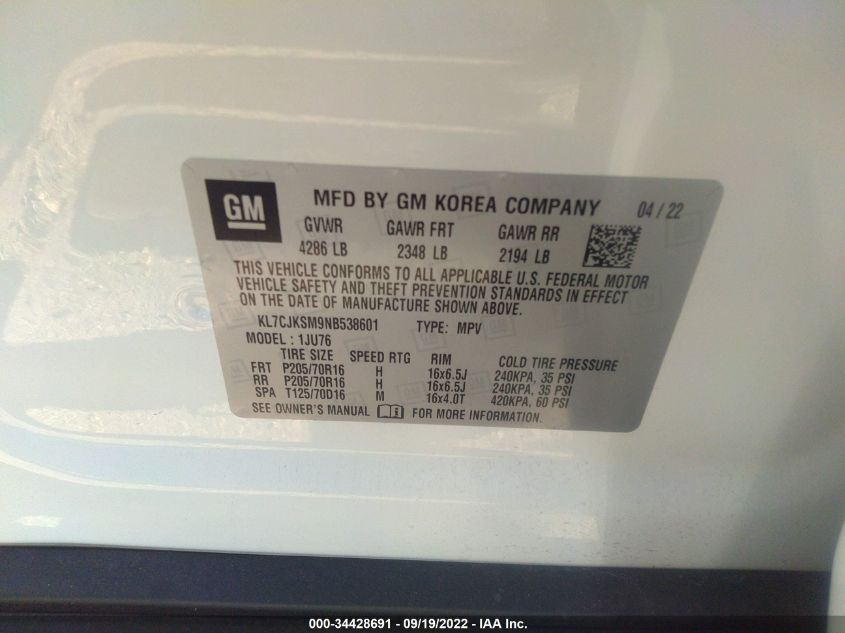 GM MFD BY GM KOREA COMPANY 04 / 22
GVWR GAWR FRT GAWR RR
4286 LB 2348 LB 2194 LB
THIS VEHICLE CONFORMS TO ALL APPLICABLE U.S. FEDERAL MOTOR
VEHICLE SAFETY AND THEFT PREVENTION STANDARDS IN EFFECT
ON THE DATE OF MANUFACTURE SHOWN ABOVE.
KL7CJKSM9NB538601 TYPE: MPV
MODEL : 1JU76
TIRE SIZE SPEED RTG RIM COLD TIRE PRESSURE
FRT P205/70R16 H 16x6.5J 240KPA, 35 PSI
RR P205/70R16 H 16x6.5J 240KPA, 35 PSI
SPA T125/70D16 M 16x4.0T 420KPA, 60 PSI
SEE OWNER'S MANUAL FOR MORE INFORMATION.
000-34428691 - 09/19/2022 - IAA Inc.